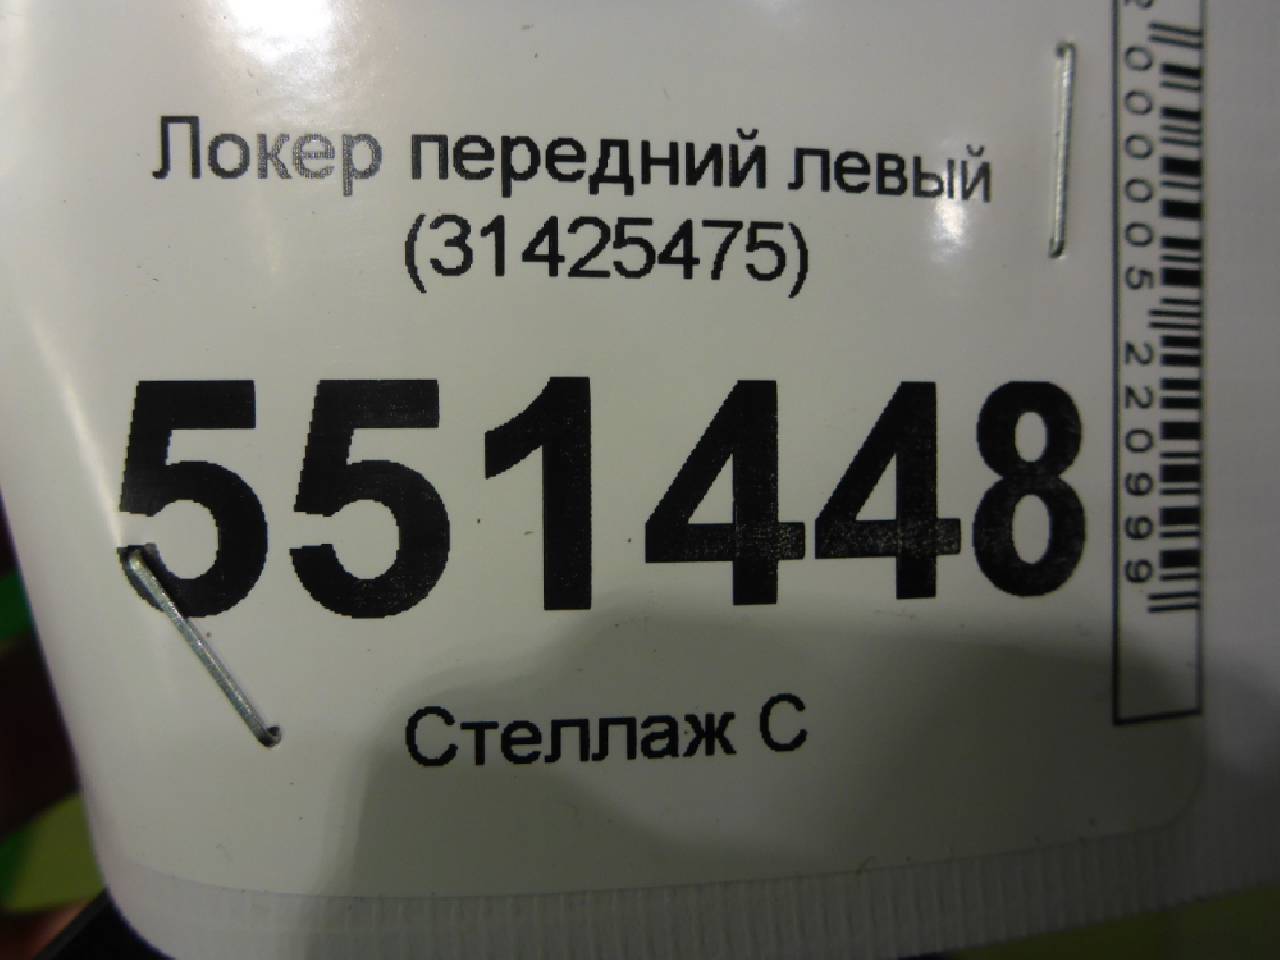 Локер передний левый
(31425475)
551448
Стеллаж С
2000005220999